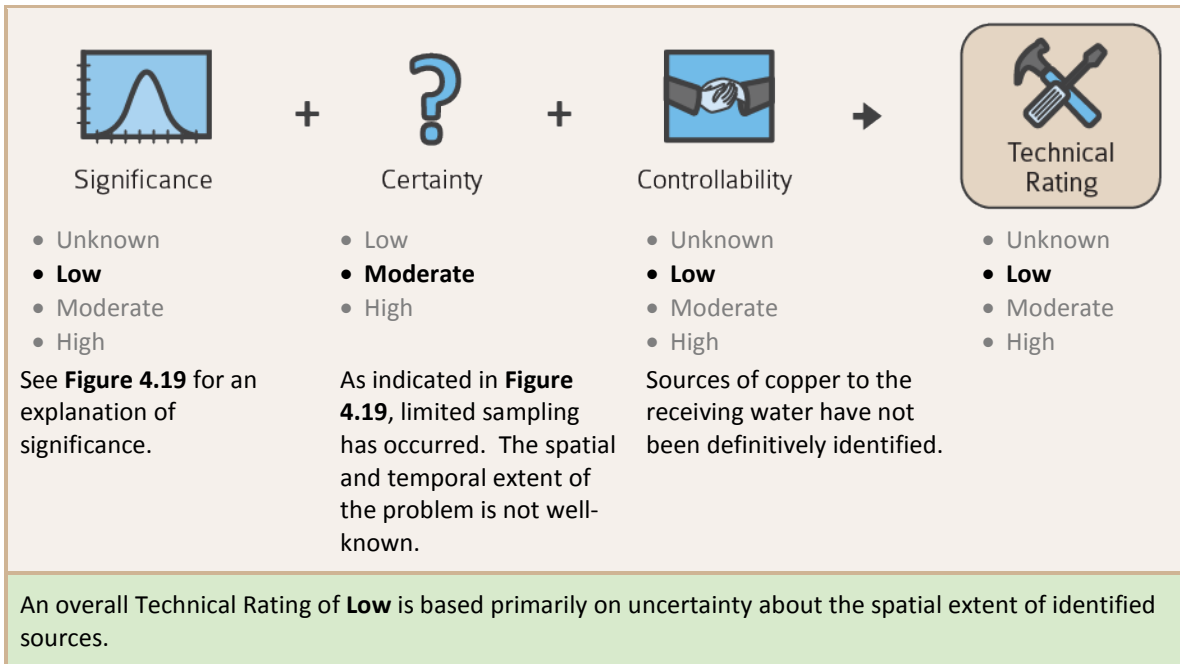 + + →
Significance
Certainty
Controllability
Technical
Rating
• Unknown
• Low
• Moderate
• High
See Figure 4.19 for an
explanation of
significance.
• Low
• Moderate
• High
As indicated in Figure
4.19, limited sampling
has occurred. The spatial
and temporal extent of
the problem is not well-
known.
• Unknown
• Low
• Moderate
• High
Sources of copper to the
receiving water have not
been definitively identified.
• Unknown
• Low
• Moderate
• High
An overall Technical Rating of Low is based primarily on uncertainty about the spatial extent of identified
sources.